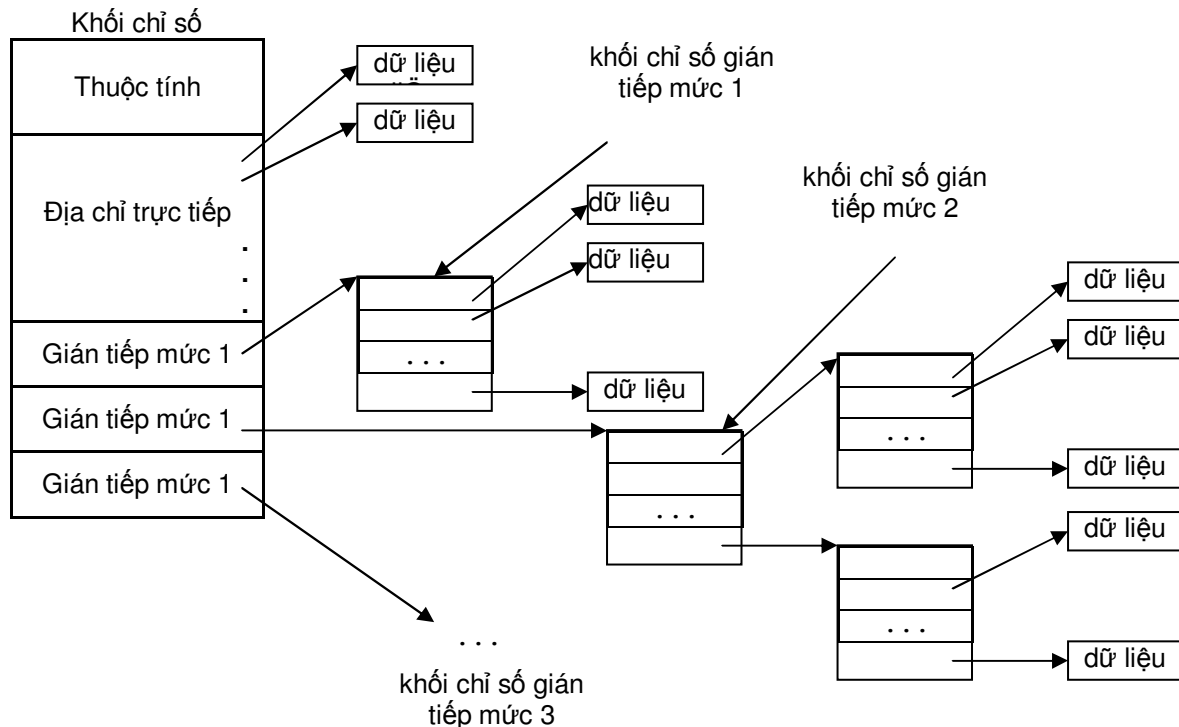 Khối chỉ số
Thuộc tính
Địa chỉ trực tiếp
.
.
.
Gián tiếp mức 1
Gián tiếp mức 1
Gián tiếp mức 1
dữ liệu
dữ liệu
khối chỉ số gián
tiếp mức 1
dữ liệu
dữ liệu
. . .
dữ liệu
khối chỉ số gián
tiếp mức 2
. . .
dữ liệu
dữ liệu
. . .
dữ liệu
dữ liệu
. . .
dữ liệu
. . .
khối chỉ số gián
tiếp mức 3